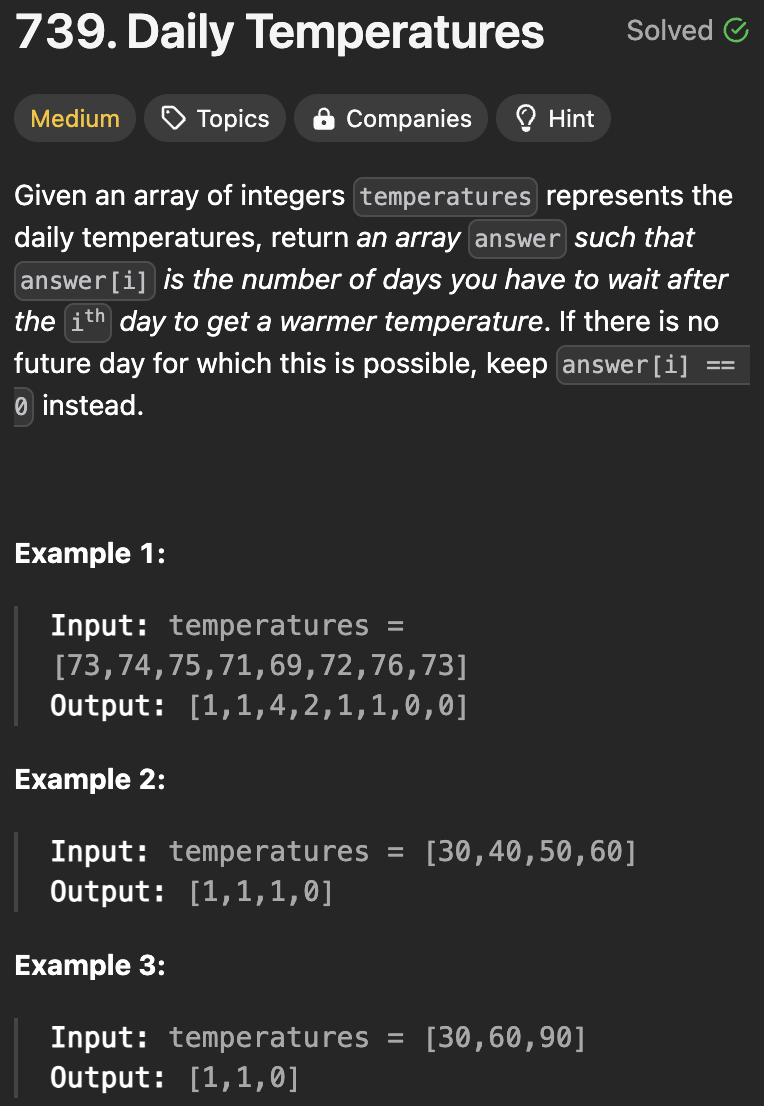 739. Daily Temperatures
Solved
Medium
Topics
Companies
Hint
Given an array of integers temperatures represents the
daily temperatures, return an array answer such that
answer[i] is the number of days you have to wait after
the ith day to get a warmer temperature. If there is no
future day for which this is possible, keep answer[i] ==
0 instead.
Example 1:
Input: temperatures =
[73,74,75,71,69,72,76,73]
Output: [1,1,4,2,1,1,0,0]
Example 2:
Input: temperatures = [30,40,50,60]
Output: [1,1,1,0]
Example 3:
Input: temperatures = [30,60,90]
Output: [1,1,0]